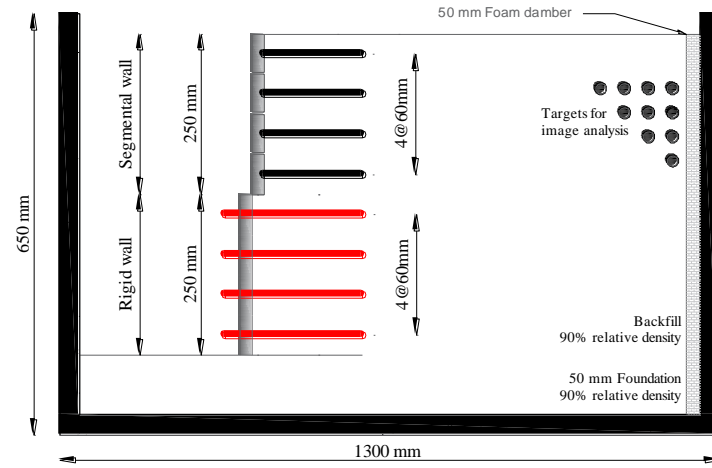 50 mm Foam damber
Segmental wall
250 mm
4@60mm
Targets for
image analysis
650 mm
Rigid wall
250 mm
4@60mm
Backfill
90% relative density
50 mm Foundation
90% relative density
1300 mm